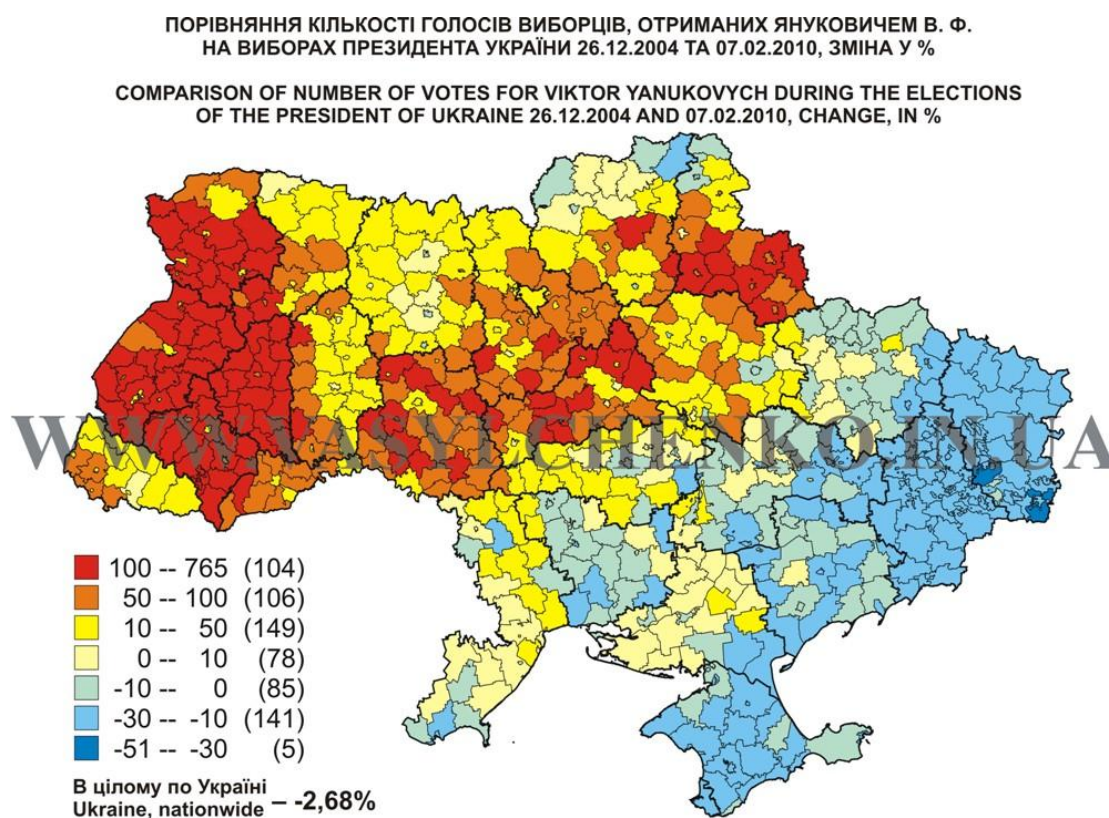 ПОРІВНЯННЯ КІЛЬКОСТІ ГОЛОСІВ ВИБОРЦІВ, ОТРИМАНИХ ЯНУКОВИЧЕМ В. Ф.
НА ВИБОРАХ ПРЕЗИДЕНТА УКРАЇНИ 26.12.2004 ТА 07.02.2010, ЗМІНА У %
COMPARISON OF NUMBER OF VOTES FOR VIKTOR YANUKOVYCH DURING THE ELECTIONS
OF THE PRESIDENT OF UKRAINE 26.12.2004 AND 07.02.2010, CHANGE, IN %
WWW.VASYLCHENKO.IN.UA
100 -- 765 (104)
50 -- 100 (106)
10 -- 50 (149)
0 -- 10 (78)
-10 -- 0 (85)
-30 -- -10 (141)
-51 -- -30 (5)
В цілому по Україні
Ukraine, nationwide – -2,68%